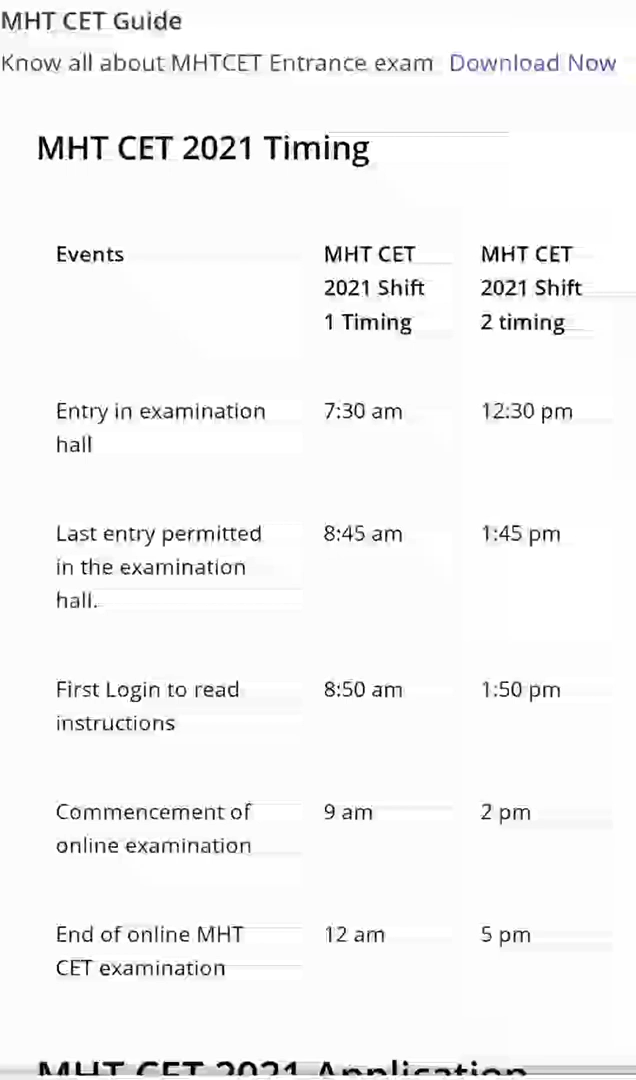 MHT CET Guide
Know all about MHTCET Entrance exam Download Now
MHT CET 2021 Timing
Events MHT CET MHT CET
2021 Shift 2021 Shift
1 Timing 2 timing
Entry in examination 7:30 am 12:30 pm
hall
Last entry permitted 8:45 am 1:45 pm
in the examination
hall.
First Login to read 8:50 am 1:50 pm
instructions
Commencement of 9 am 2 pm
online examination
End of online MHT 12 am 5 pm
CET examination
MHT CET 2021 Application